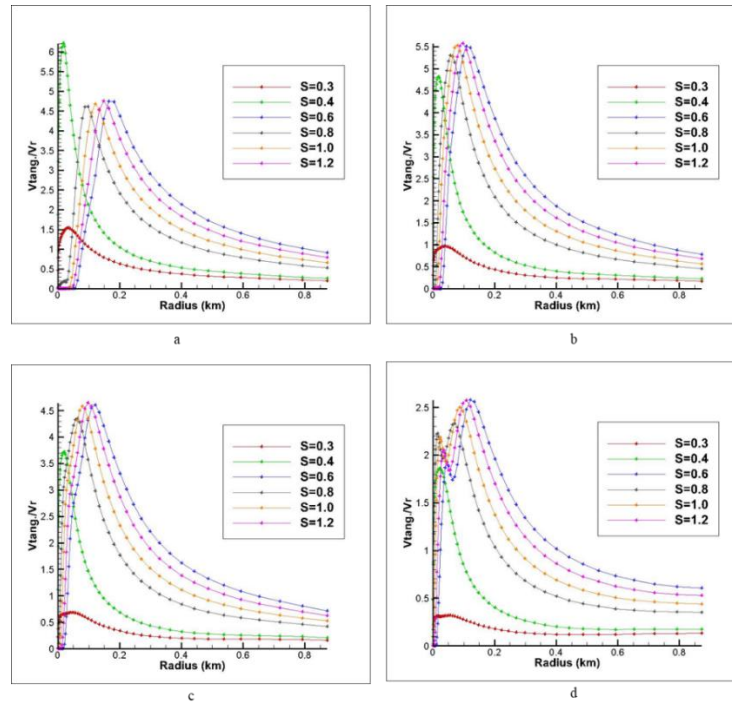 6
5.5
5
4.5
4
3.5
3
2.5
2
1.5
1
0.5
0
0 0.2 0.4 0.6 0.8
Vtang./Vr
Radius (km)
S=0.3
S=0.4
S=0.6
S=0.8
S=1.0
S=1.2
a
5.5
5
4.5
4
3.5
3
2.5
2
1.5
1
0.5
0
0 0.2 0.4 0.6 0.8
Vtang./Vr
Radius (km)
S=0.3
S=0.4
S=0.6
S=0.8
S=1.0
S=1.2
b
4.5
4
3.5
3
2.5
2
1.5
1
0.5
0
0 0.2 0.4 0.6 0.8
Vtang./Vr
Radius (km)
S=0.3
S=0.4
S=0.6
S=0.8
S=1.0
S=1.2
c
2.5
2
1.5
1
0.5
0
0 0.2 0.4 0.6 0.8
Vtang./Vr
Radius (km)
S=0.3
S=0.4
S=0.6
S=0.8
S=1.0
S=1.2
d